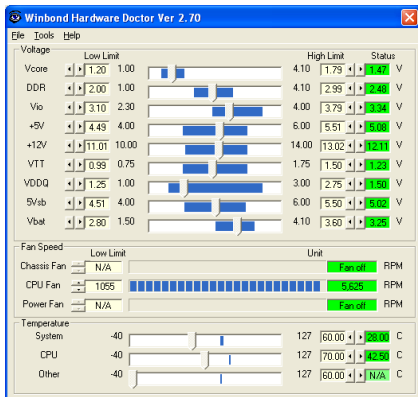 Winbond Hardware Doctor Ver 2.70
File Tools Help
Voltage Low Limit High Limit Status
Vcore 1.20 1.00 4.10 1.79 1.47 V
DDR 2.00 1.00 4.10 2.99 2.48 V
Vio 3.10 2.30 4.00 3.79 3.34 V
+5V 4.49 4.00 6.00 5.51 5.08 V
+12V 11.01 10.00 14.00 13.02 12.11 V
VTT 0.99 0.75 1.75 1.50 1.23 V
VDDQ 1.25 1.00 3.00 2.75 1.50 V
5Vsb 4.51 4.00 6.00 5.50 5.02 V
Vbat 2.80 1.50 4.10 3.60 3.25 V
Fan Speed Low Limit Unit
Chassis Fan N/A Fan off RPM
CPU Fan 1055 5,625 RPM
Power Fan N/A Fan off RPM
Temperature
System -40 127 60.00 28.00 C
CPU -40 127 70.00 42.50 C
Other -40 127 60.00 N/A C